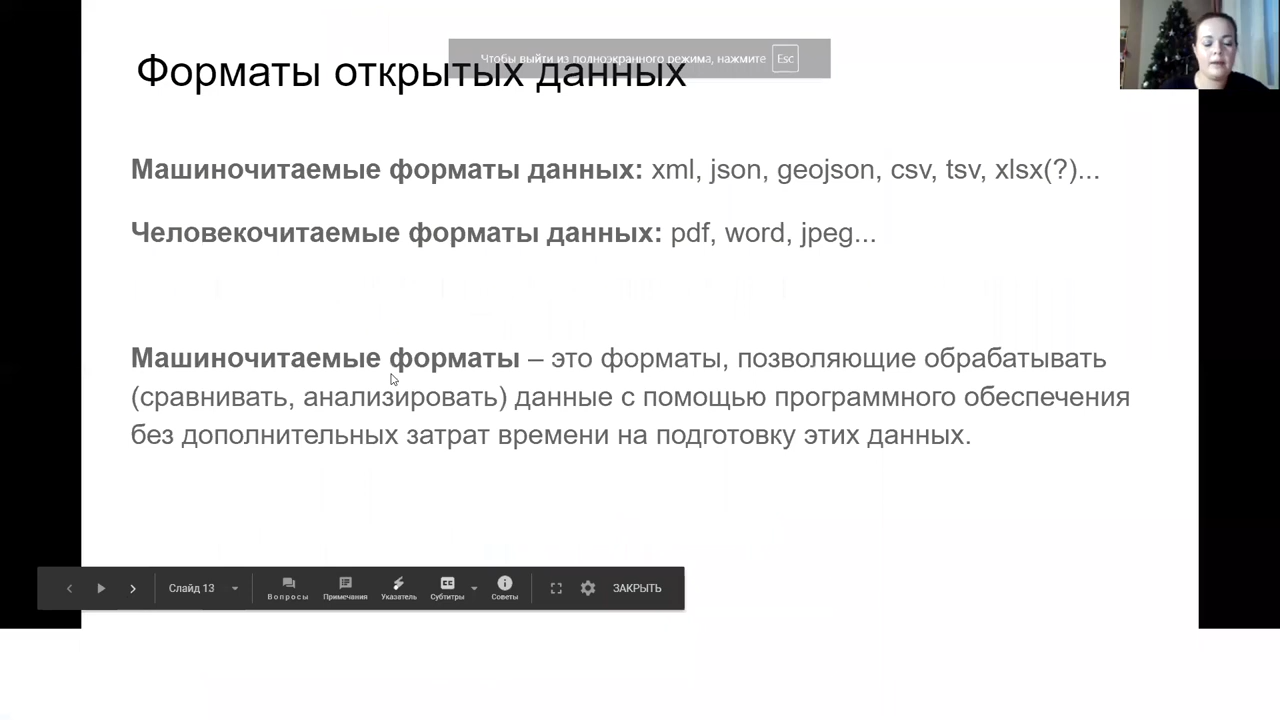 Чтобы выйти из полноэкранного режима, нажмите Esc
Форматы открытых данных
Машиночитаемые форматы данных: xml, json, geojson, csv, tsv, xlsx(?)...
Человекочитаемые форматы данных: pdf, word, jpeg...
Машиночитаемые форматы – это форматы, позволяющие обрабатывать
(сравнивать, анализировать) данные с помощью программного обеспечения
без дополнительных затрат времени на подготовку этих данных.
Слайд 13
Вопросы
Примечания
Указатель
Субтитры
Советы
ЗАКРЫТЬ